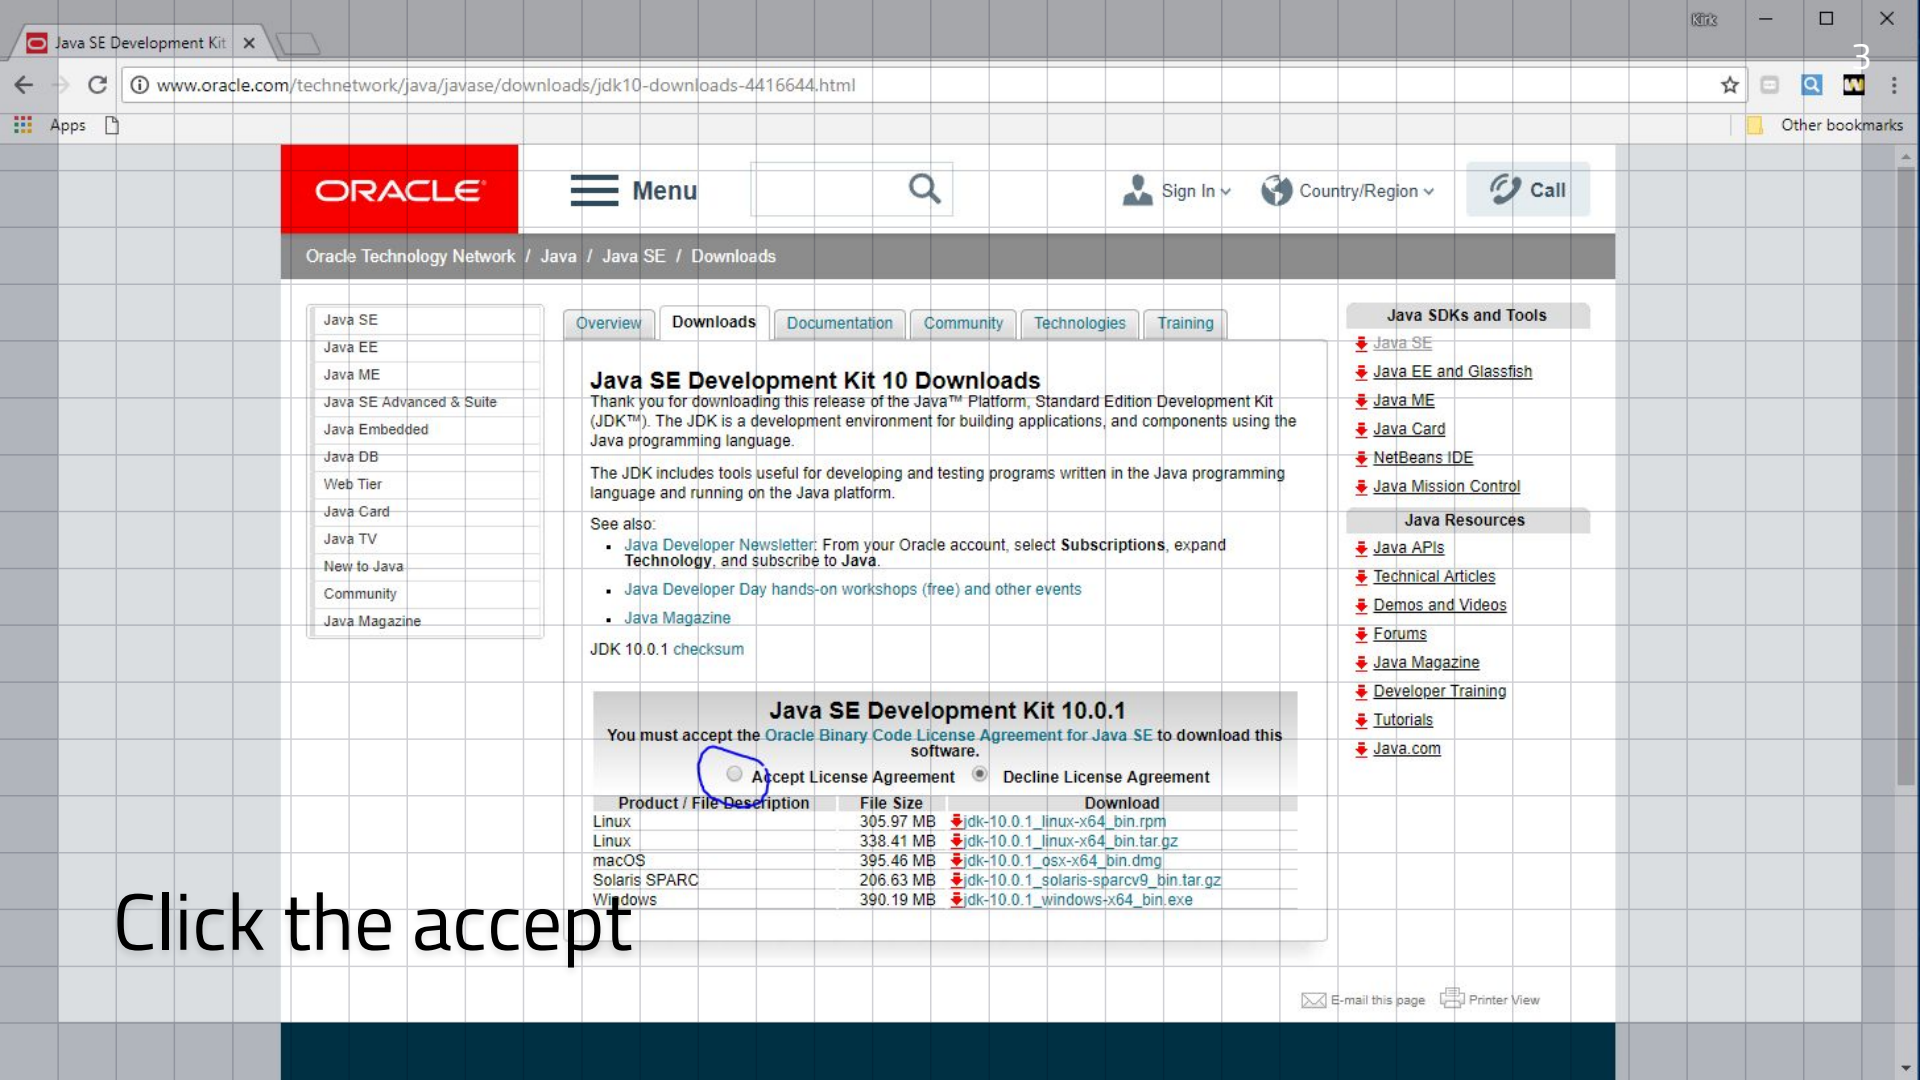 Java SE Development Kit
Kirk
3
www.oracle.com/technetwork/java/javase/downloads/jdk10-downloads-4416644.html
Apps
Other bookmarks
ORACLE
Menu
Sign In
Country/Region
Call
Oracle Technology Network / Java / Java SE / Downloads
Java SE
Java EE
Java ME
Java SE Advanced & Suite
Java Embedded
Java DB
Web Tier
Java Card
Java TV
New to Java
Community
Java Magazine
Overview
Downloads
Documentation
Community
Technologies
Training
Java SE Development Kit 10 Downloads
Thank you for downloading this release of the Java™ Platform, Standard Edition Development Kit
(JDK™). The JDK is a development environment for building applications, and components using the
Java programming language.
The JDK includes tools useful for developing and testing programs written in the Java programming
language and running on the Java platform.
See also:
Java Developer Newsletter: From your Oracle account, select Subscriptions, expand
Technology, and subscribe to Java.
Java Developer Day hands-on workshops (free) and other events
Java Magazine
JDK 10.0.1 checksum
Java SE Development Kit 10.0.1
You must accept the Oracle Binary Code License Agreement for Java SE to download this
software.
Accept License Agreement Decline License Agreement
Product / File Description File Size Download
Linux 305.97 MB jdk-10.0.1_linux-x64_bin.rpm
Linux 338.41 MB jdk-10.0.1_linux-x64_bin.tar.gz
macOS 395.46 MB jdk-10.0.1_osx-x64_bin.dmg
Solaris SPARC 206.63 MB jdk-10.0.1_solaris-sparcv9_bin.tar.gz
Windows 390.19 MB jdk-10.0.1_windows-x64_bin.exe
Java SDKs and Tools
Java SE
Java EE and Glassfish
Java ME
Java Card
NetBeans IDE
Java Mission Control
Java Resources
Java APIs
Technical Articles
Demos and Videos
Forums
Java Magazine
Developer Training
Tutorials
Java.com
Click the accept
E-mail this page Printer View